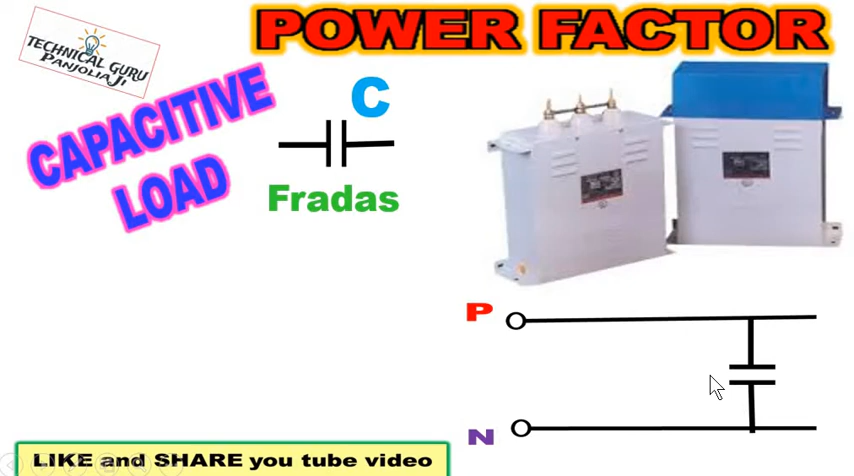 TECHNICAL GURU
PANJOLIA JI
POWER FACTOR
CAPACITIVE
LOAD
C
Fradas
P
N
LIKE and SHARE you tube video